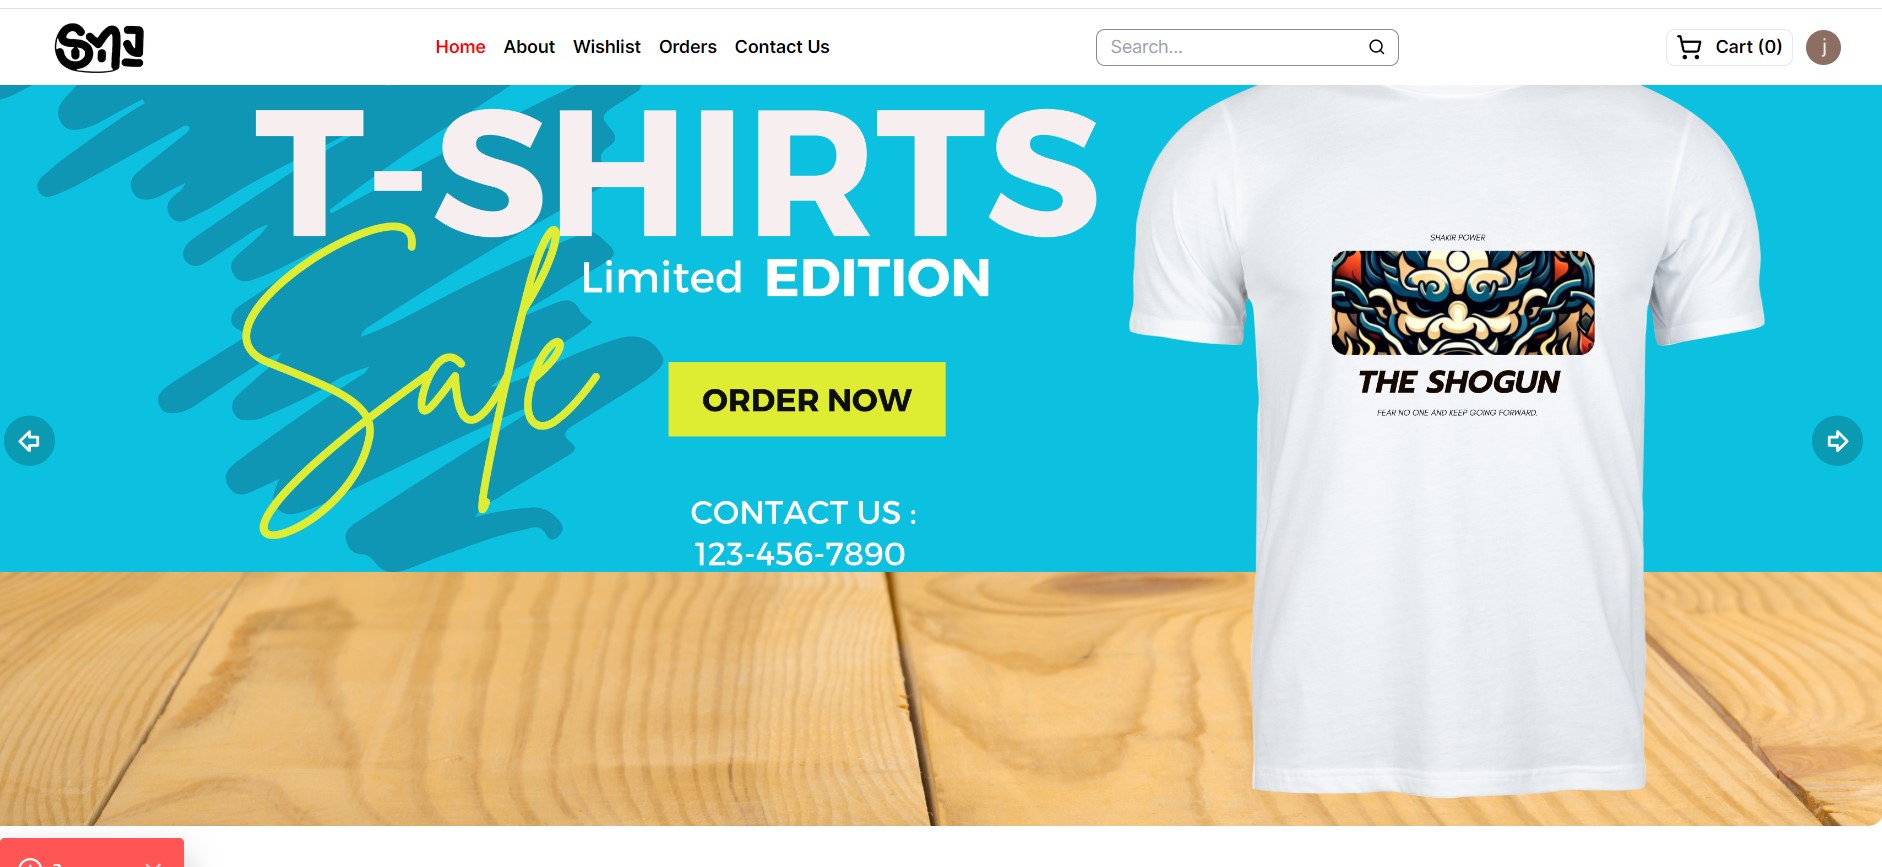 SMJ
Home About Wishlist Orders Contact Us
Search...
Cart (0)
j
T-SHIRTS
Sale
Limited EDITION
ORDER NOW
CONTACT US :
123-456-7890
SHAKIR POWER
THE SHOGUN
FEAR NO ONE AND KEEP GOING FORWARD.